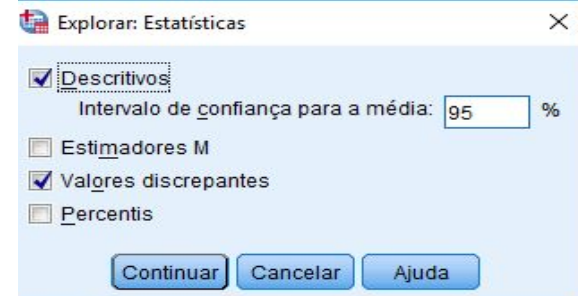 Explorar: Estatísticas
Descritivos
Intervalo de confiança para a média: 95 %
Estimadores M
Valores discrepantes
Percentis
Continuar Cancelar Ajuda